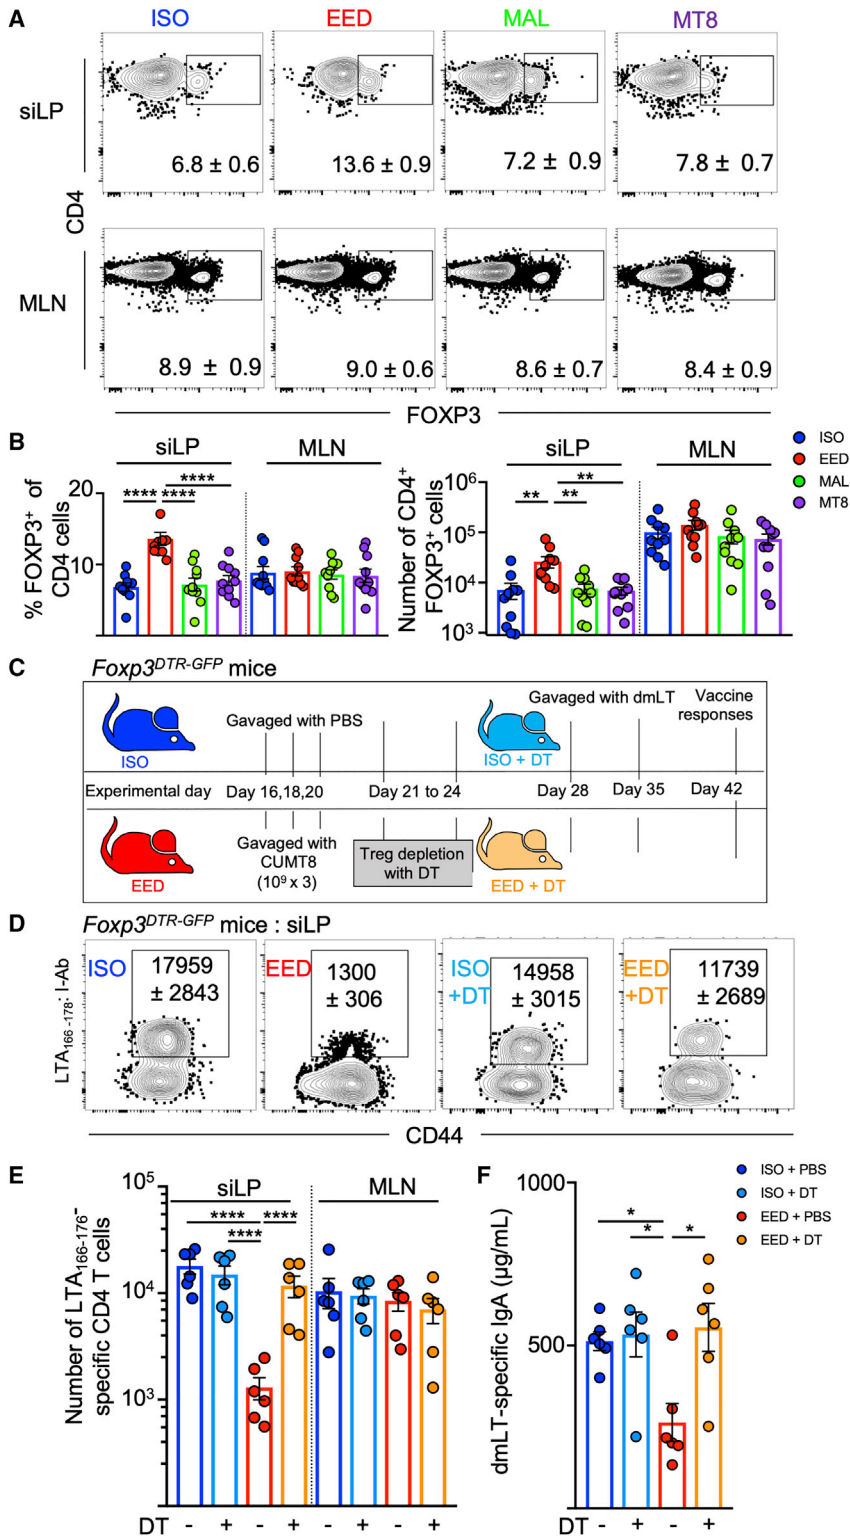 A
ISO EED MAL MT8
siLP
6.8 ± 0.6
13.6 ± 0.9
7.2 ± 0.9
7.8 ± 0.7
CD4
MLN
8.9 ± 0.9
9.0 ± 0.6
8.6 ± 0.7
8.4 ± 0.9
FOXP3
B
siLP MLN
% FOXP3⁺ of
CD4 cells
20
10
**** ****
****
siLP MLN
Number of CD4⁺
FOXP3⁺ cells
10⁶
10⁵
10⁴
10³
** **
**
ISO
EED
MAL
MT8
C
Foxp3ᴰᵀᴿ⁻ᴳᶠᴾ mice
ISO
Gavaged with PBS
ISO + DT
Gavaged with dmLT
Vaccine
responses
Experimental day Day 16,18,20 Day 21 to 24 Day 28 Day 35 Day 42
EED
Gavaged with
CUMT8
(10⁹ x 3)
Treg depletion
with DT
EED + DT
D
Foxp3ᴰᵀᴿ⁻ᴳᶠᴾ mice : siLP
LTA₁₆₆₋₁₇₈: I-Ab
ISO
17959
± 2843
EED
1300
± 306
ISO
+DT
14958
± 3015
EED
+DT
11739
± 2689
CD44
E
siLP MLN
Number of LTA₁₆₆₋₁₇₆⁻
specific CD4 T cells
10⁵
10⁴
10³
**** ****
****
DT - + - + - + - +
F
dmLT-specific IgA (µg/mL)
1000
500
*
* *
DT - + - +
ISO + PBS
ISO + DT
EED + PBS
EED + DT